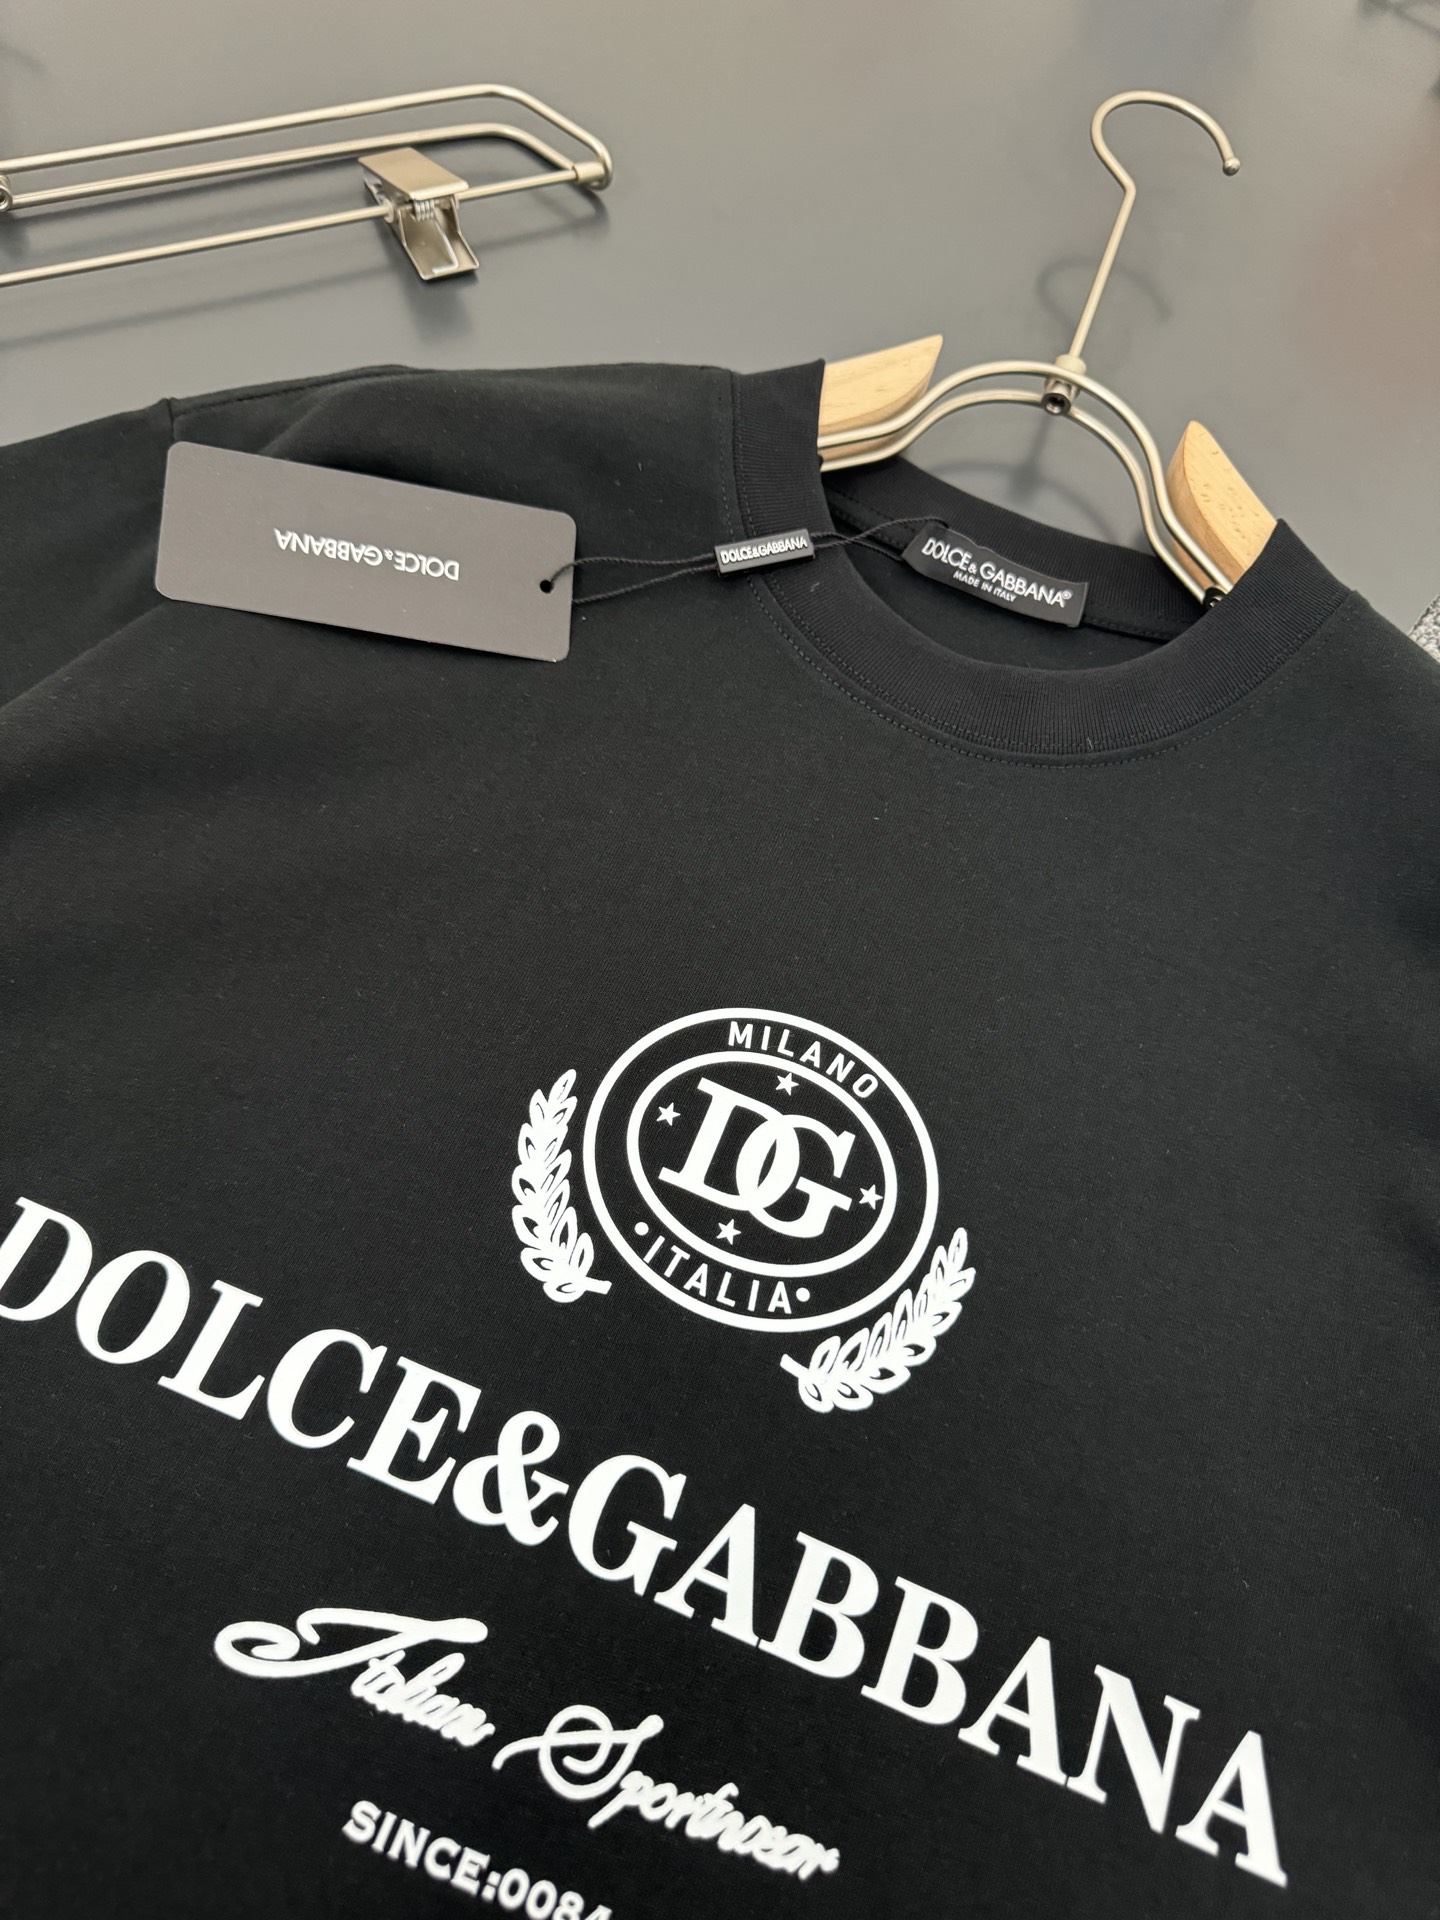 DOLCE&GABBANA
DOLCE&GABBANA
DOLCE&GABBANA®
MADE IN ITALY
MILANO
DG
•ITALIA•
DOLCE&GABBANA
Italian Sportswear
SINCE:0084